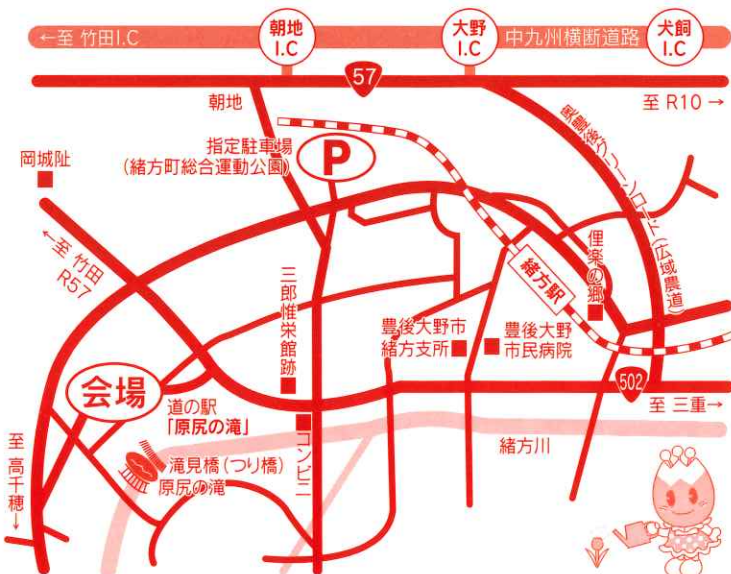 ←至 竹田I.C
朝地
I.C
大野
I.C
中九州横断道路
犬飼
I.C
57
朝地
至 R10 →
指定駐車場
(緒方町総合運動公園)
P
岡城阯
奥豊後グリーンロード(広域農道)
←至 竹田
R57
俚楽の郷
緒方駅
三郎惟栄館跡
豊後大野市
緒方支所
豊後大野
市民病院
502
会場
道の駅
「原尻の滝」
至 三重→
コンビニ
緒方川
滝見橋(つり橋)
原尻の滝
至 高千穂→